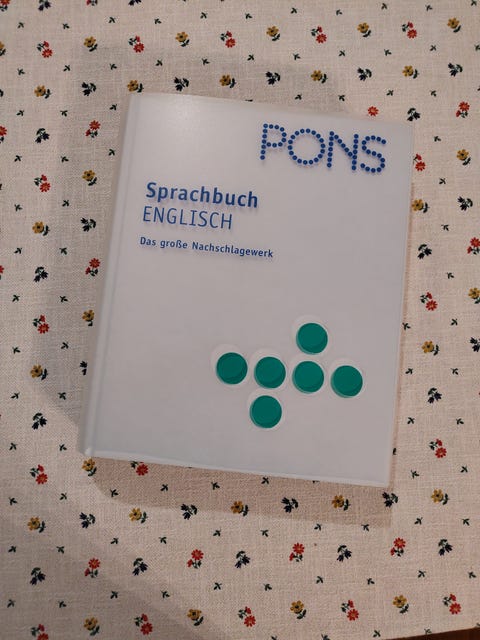 PONS
Sprachbuch
ENGLISCH
Das große Nachschlagewerk